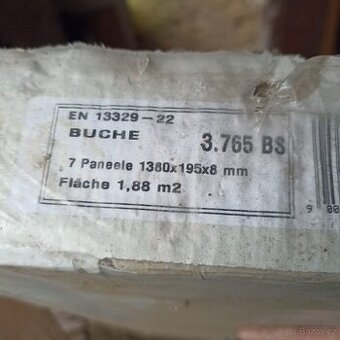 EN 13329-22
BUCHE 3.765 BS
7 Paneele 1380x195x8 mm
Fläche 1,88 m2